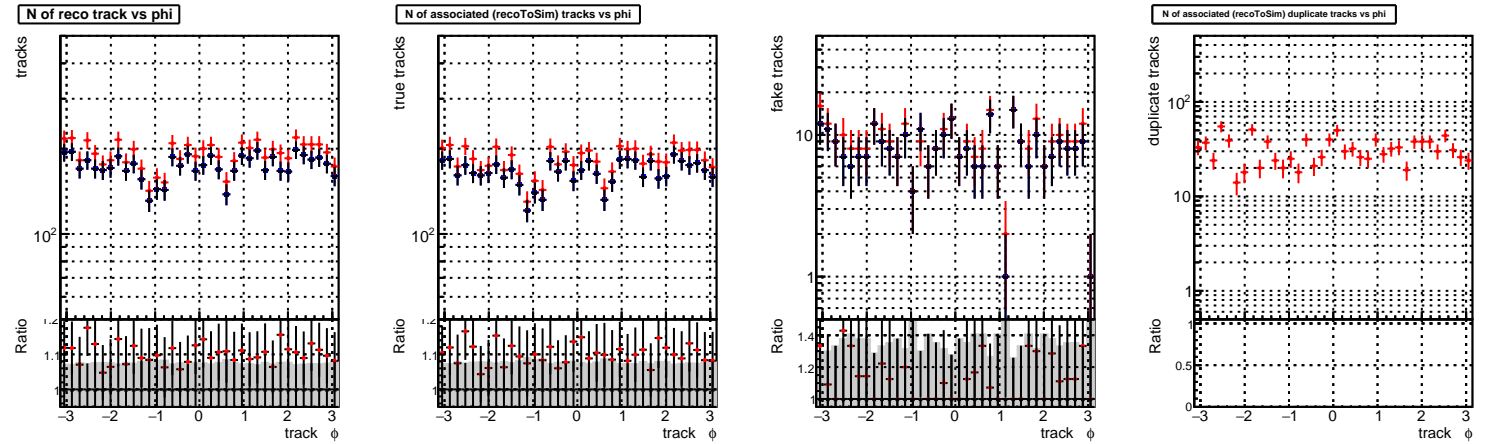 N of reco track vs phi
tracks
10²
Ratio
1.2
1.1
1
−3 −2 −1 0 1 2 3
track ϕ
N of associated (recoToSim) tracks vs phi
true tracks
10²
Ratio
1.2
1.1
1
−3 −2 −1 0 1 2 3
track ϕ
fake tracks
10
1
Ratio
1.4
1.2
1
−3 −2 −1 0 1 2 3
track ϕ
N of associated (recoToSim) duplicate tracks vs phi
duplicate tracks
10²
10
1
Ratio
1
0.5
0
−3 −2 −1 0 1 2 3
track ϕ